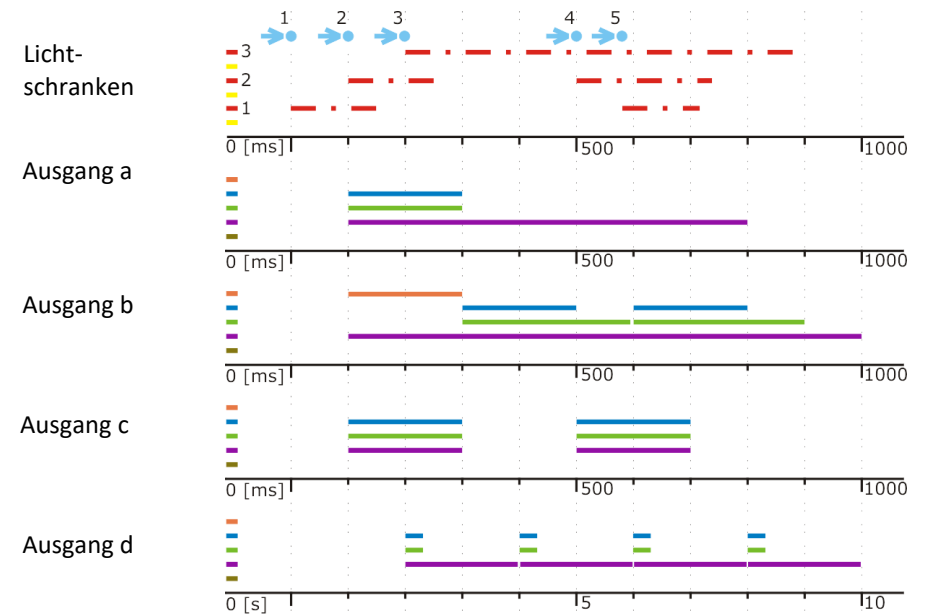 1 2 3 4 5
Licht-
schranken
3
2
1
0 [ms] 500 1000
Ausgang a
0 [ms] 500 1000
Ausgang b
0 [ms] 500 1000
Ausgang c
0 [ms] 500 1000
Ausgang d
0 [s] 5 10